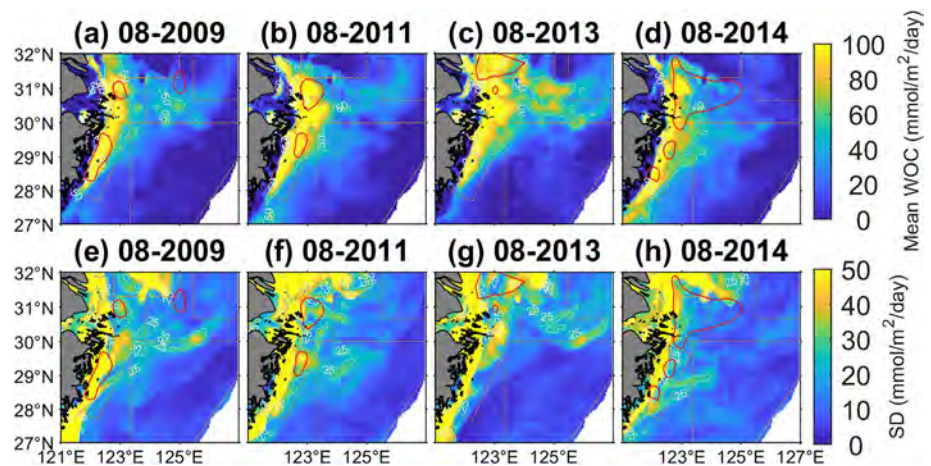 (a) 08-2009 (b) 08-2011 (c) 08-2013 (d) 08-2014
32°N
31°N
30°N
29°N
28°N
27°N
100
80
60
40
20
0
Mean WOC (mmol/m²/day)
(e) 08-2009 (f) 08-2011 (g) 08-2013 (h) 08-2014
32°N
31°N
30°N
29°N
28°N
27°N
50
40
30
20
10
0
SD (mmol/m²/day)
121°E 123°E 125°E 123°E 125°E 123°E 125°E 123°E 125°E 127°E